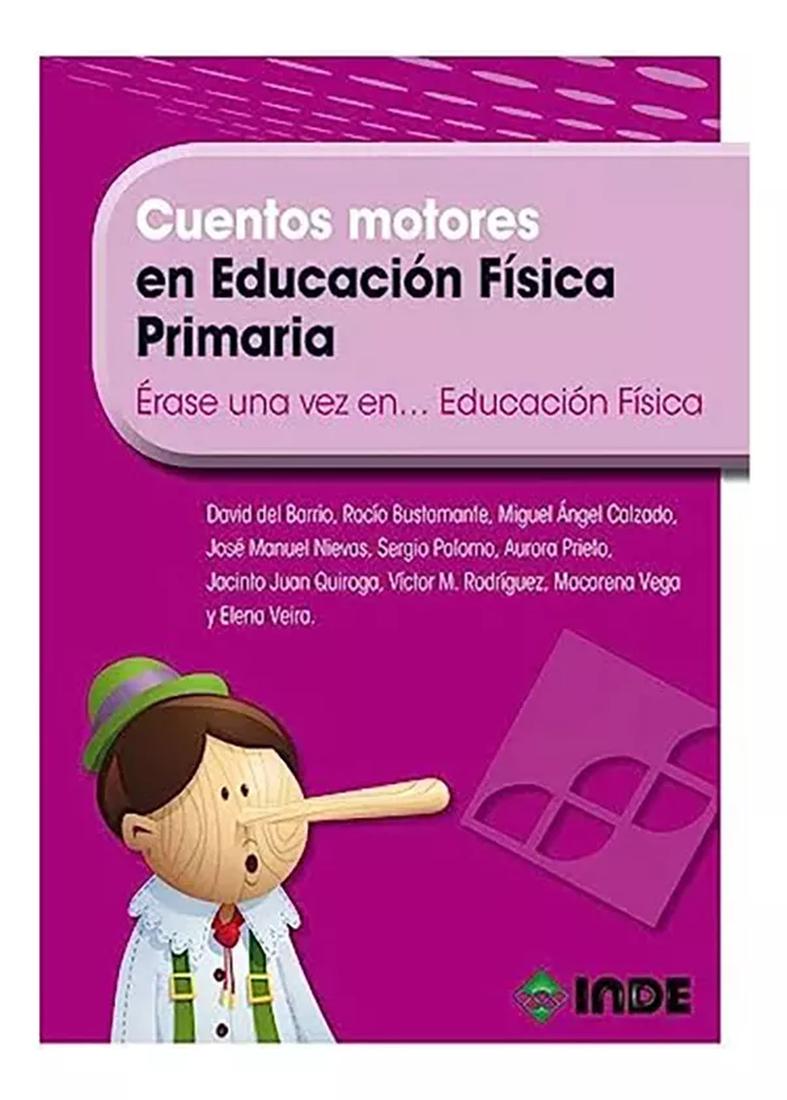 Cuentos motores
en Educación Física
Primaria
Érase una vez en... Educación Física
David del Barrio, Rocío Bustamante, Miguel Ángel Calzado,
José Manuel Nievas, Sergio Palomo, Aurora Prieto,
Jacinto Juan Quiroga, Víctor M. Rodríguez, Macarena Vega
y Elena Veira.
INDE